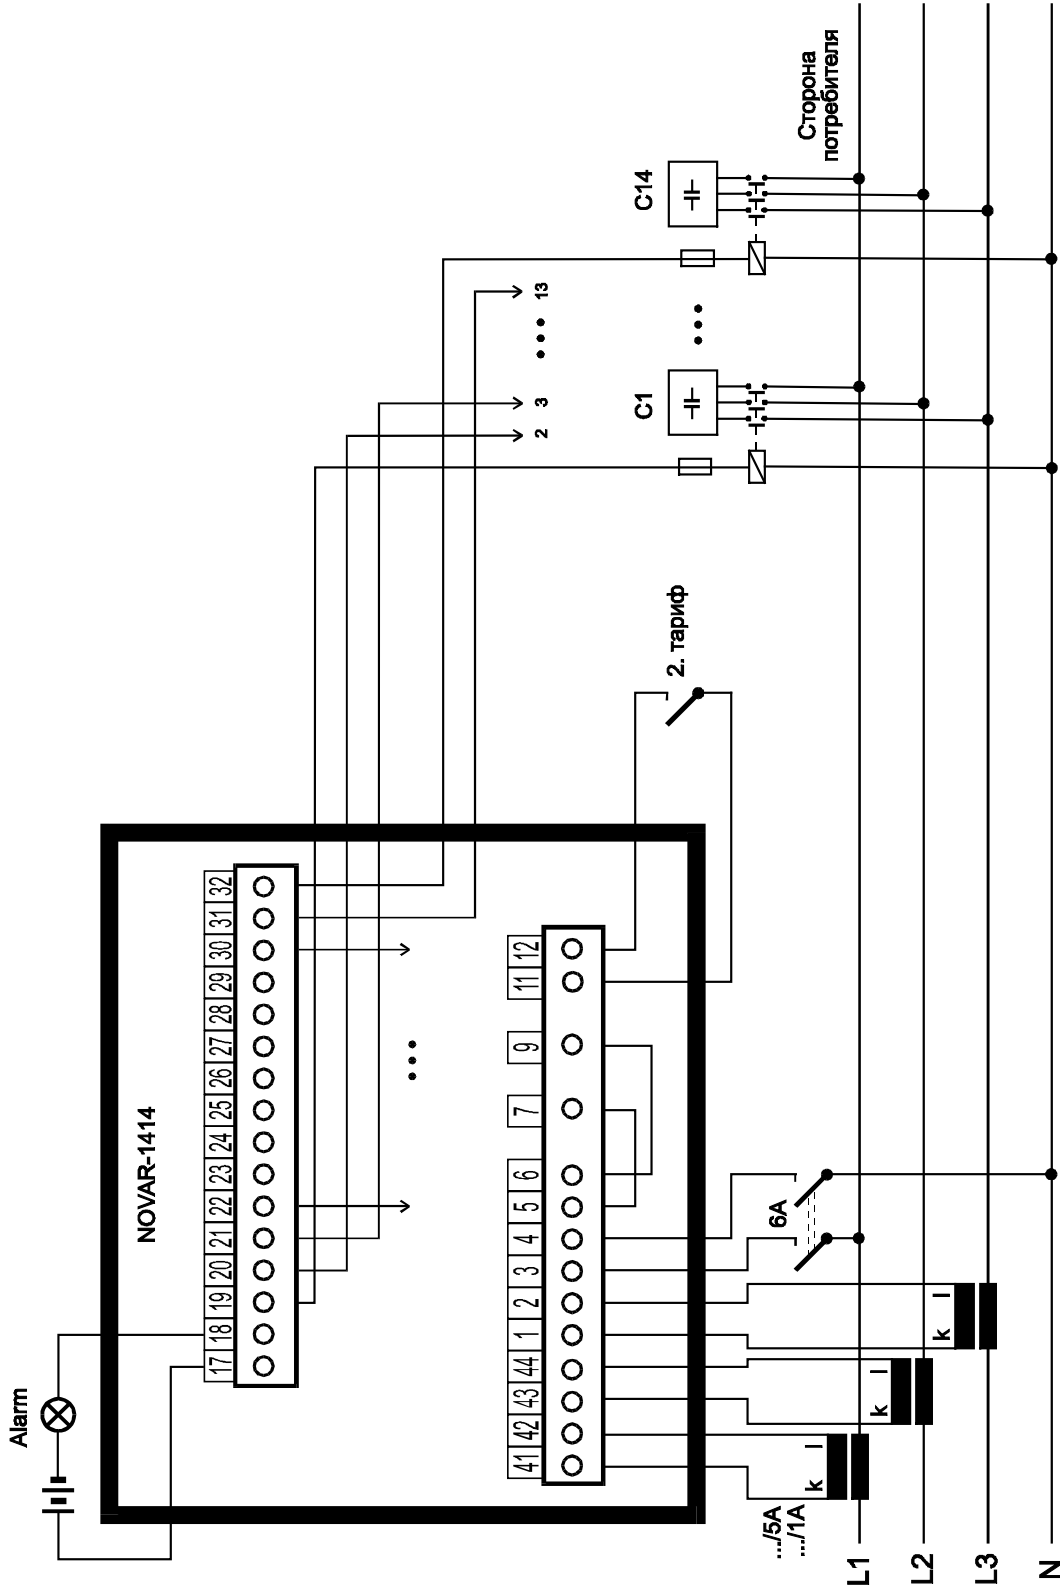 Alarm
NOVAR-1414
17 18 19 20 21 22 23 24 25 26 27 28 29 30 31 32
41 42 43 44 1 2 3 4 5 6 7 9 11 12
2. тариф
6A
.../5A
.../1A
k l
k l
k l
2 3 13
C1
C14
Сторона
потребителя
L1
L2
L3
N